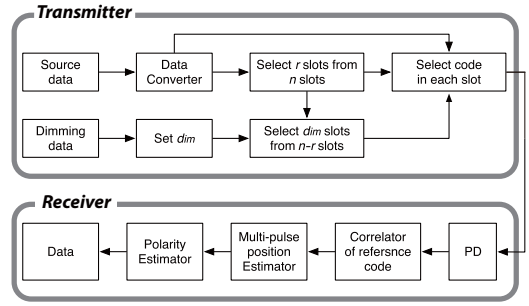 Transmitter
Source
data
Data
Converter
Select r slots from
n slots
Select code
in each slot
Dimming
data
Set dim
Select dim slots
from n-r slots
Receiver
Data
Polarity
Estimator
Multi-pulse
position
Estimator
Correlator
of refersnce
code
PD